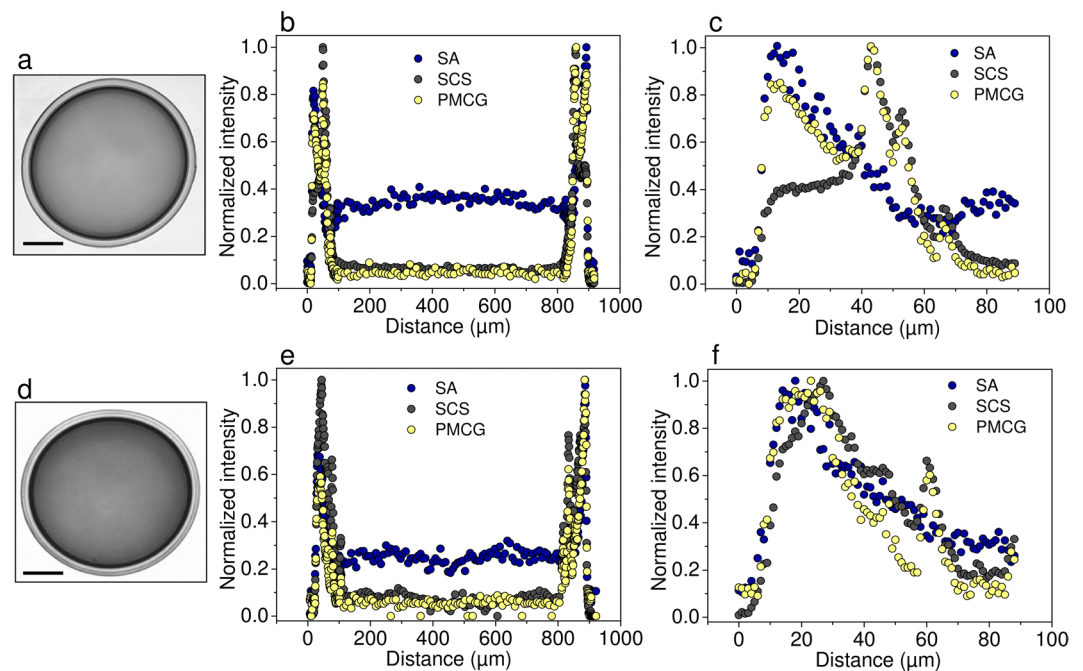 a
b
1.0
0.8
0.6
0.4
0.2
0.0
Normalized intensity
SA
SCS
PMCG
0 200 400 600 800 1000
Distance (µm)
c
1.0
0.8
0.6
0.4
0.2
0.0
Normalized intensity
SA
SCS
PMCG
0 20 40 60 80 100
Distance (µm)
d
e
1.0
0.8
0.6
0.4
0.2
0.0
Normalized intensity
SA
SCS
PMCG
0 200 400 600 800 1000
Distance (µm)
f
1.0
0.8
0.6
0.4
0.2
0.0
Normalized intensity
SA
SCS
PMCG
0 20 40 60 80 100
Distance (µm)